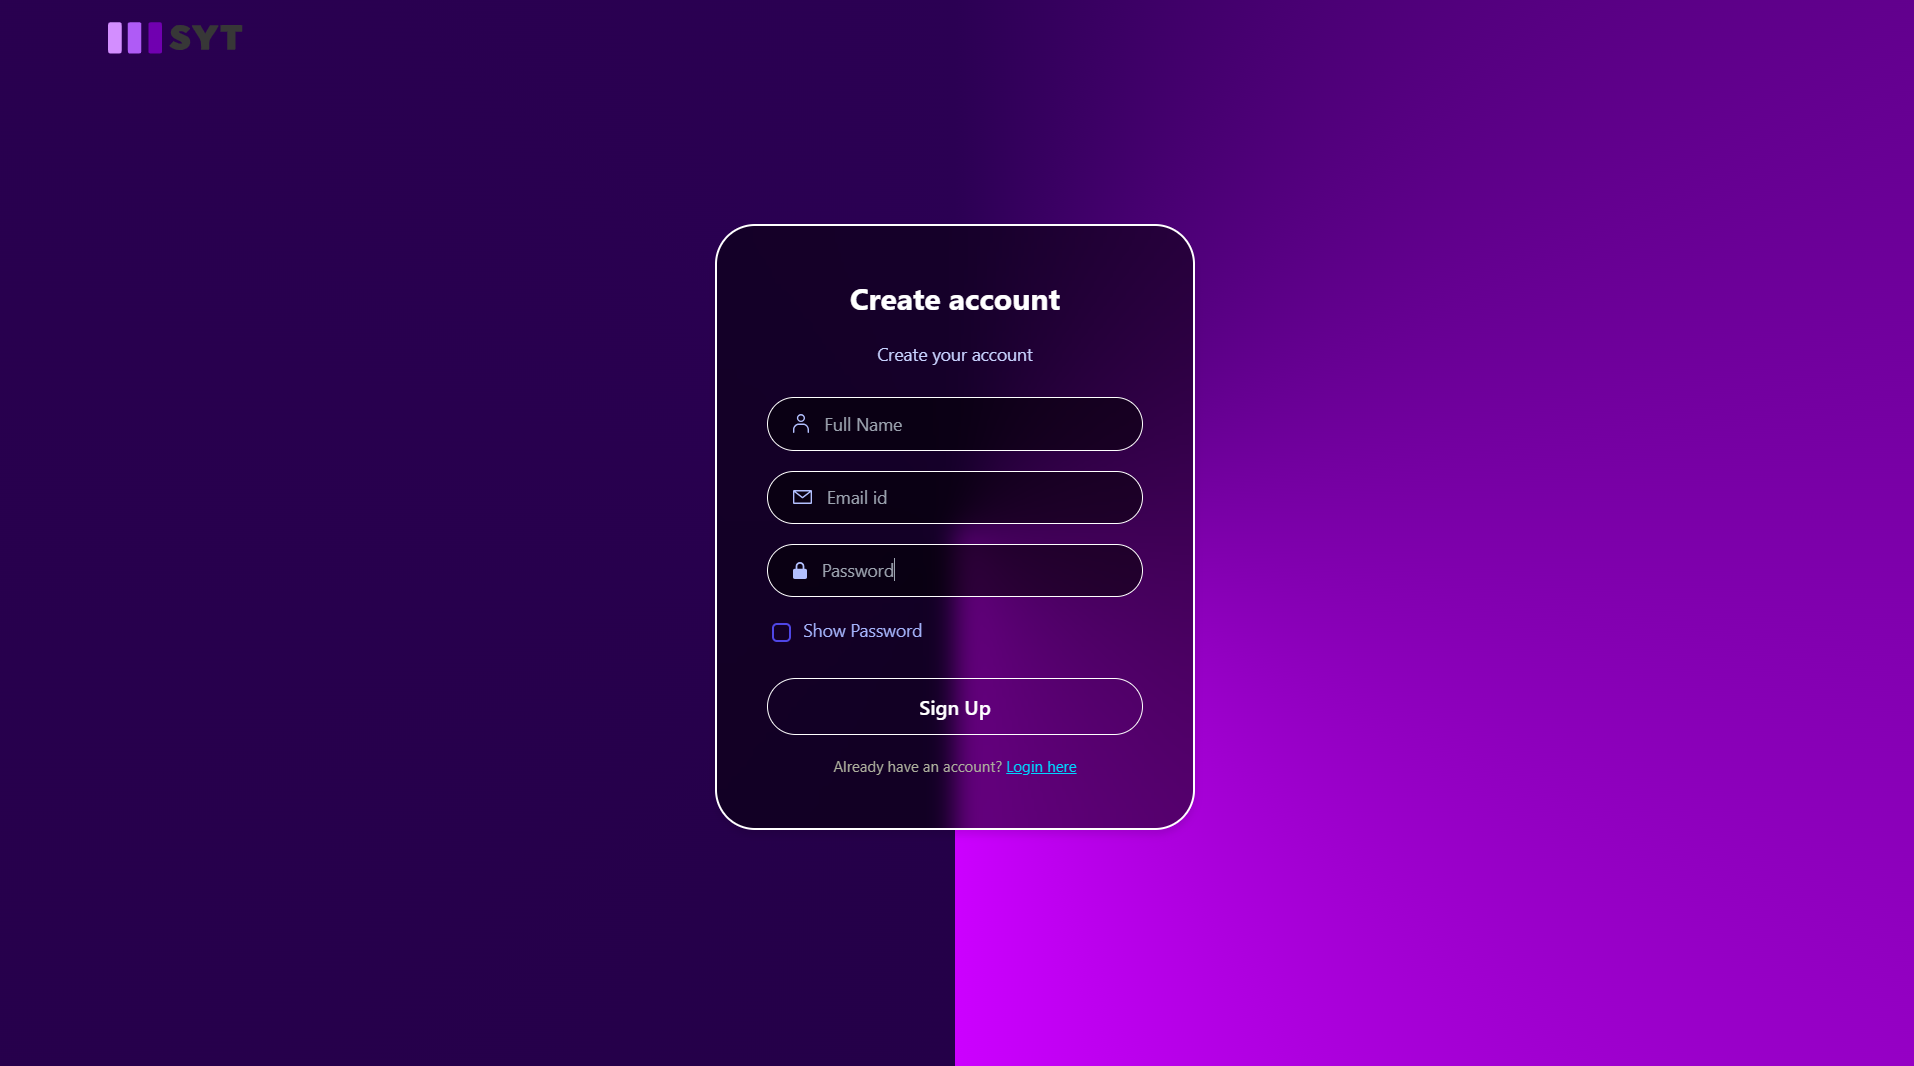 SYT
Create account
Create your account
Full Name
Email id
Password
Show Password
Sign Up
Already have an account? Login here